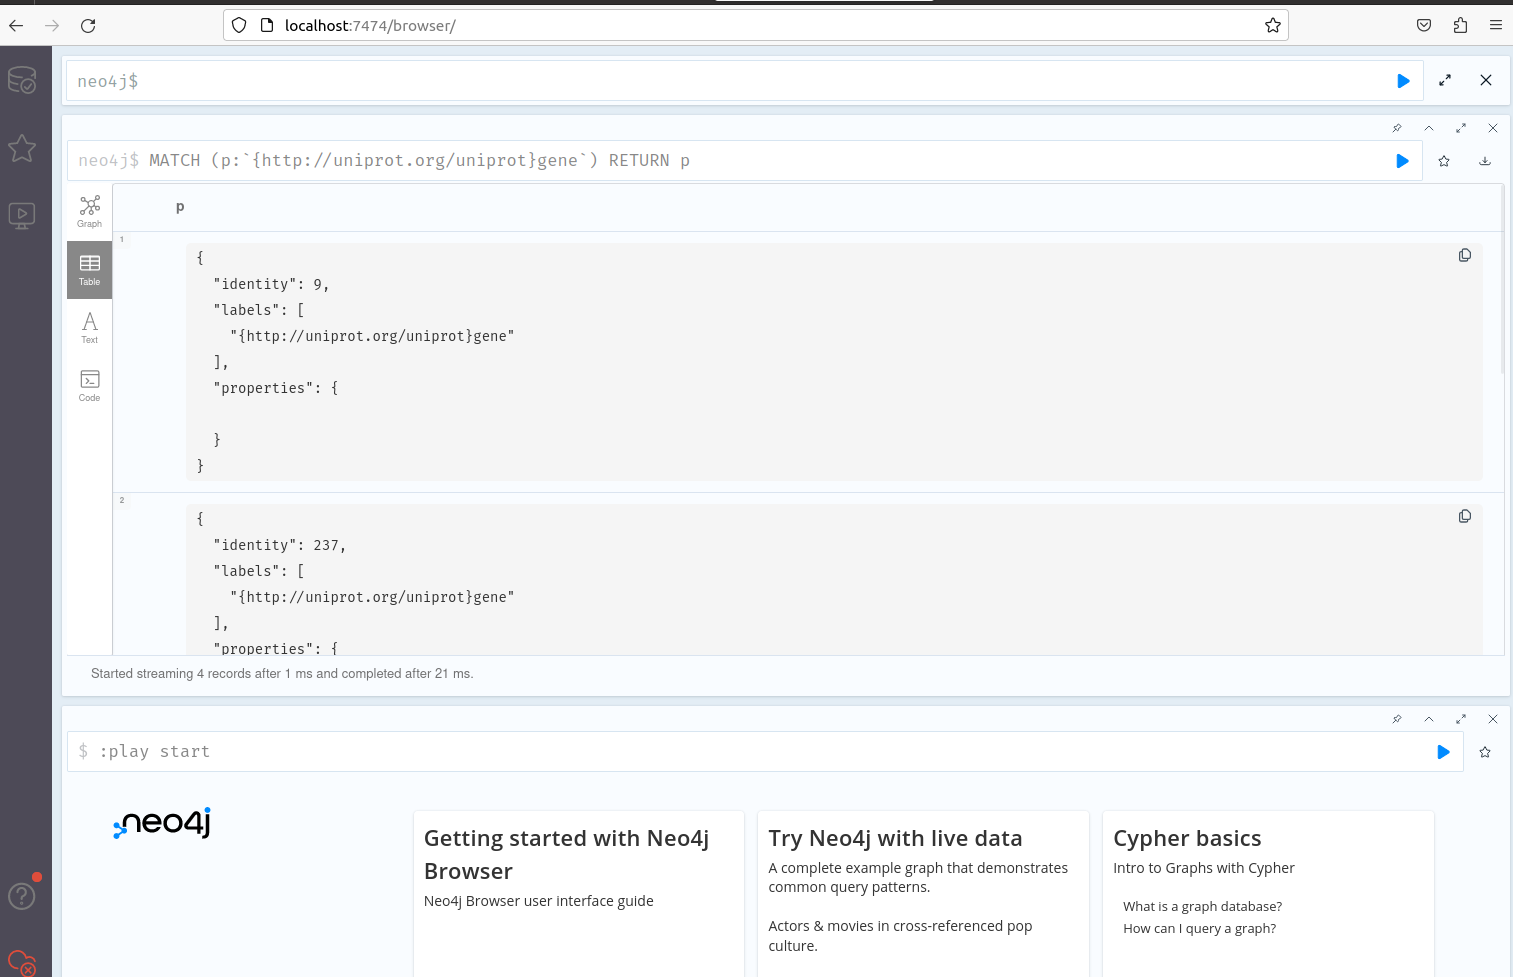 localhost:7474/browser/
neo4j$
neo4j$ MATCH (p:`{http://uniprot.org/uniprot}gene`) RETURN p
Graph
Table
Text
Code
p
1
{
"identity": 9,
"labels": [
"{http://uniprot.org/uniprot}gene"
],
"properties": {
}
}
2
{
"identity": 237,
"labels": [
"{http://uniprot.org/uniprot}gene"
],
"properties": {
Started streaming 4 records after 1 ms and completed after 21 ms.
$ :play start
neo4j
Getting started with Neo4j
Browser
Neo4j Browser user interface guide
Try Neo4j with live data
A complete example graph that demonstrates
common query patterns.
Actors & movies in cross-referenced pop
culture.
Cypher basics
Intro to Graphs with Cypher
What is a graph database?
How can I query a graph?